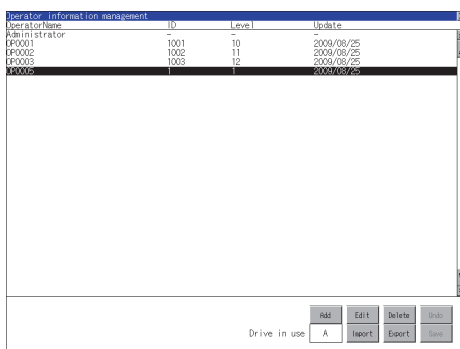 Operator information management
OperatorName ID Level Update
Administrator - - -
OP0001 1001 10 2009/08/25
OP0002 1002 11 2009/08/25
OP0003 1003 12 2009/08/25
OP0005 1 1 2009/08/25
Add Edit Delete Undo
Drive in use A Import Export Save